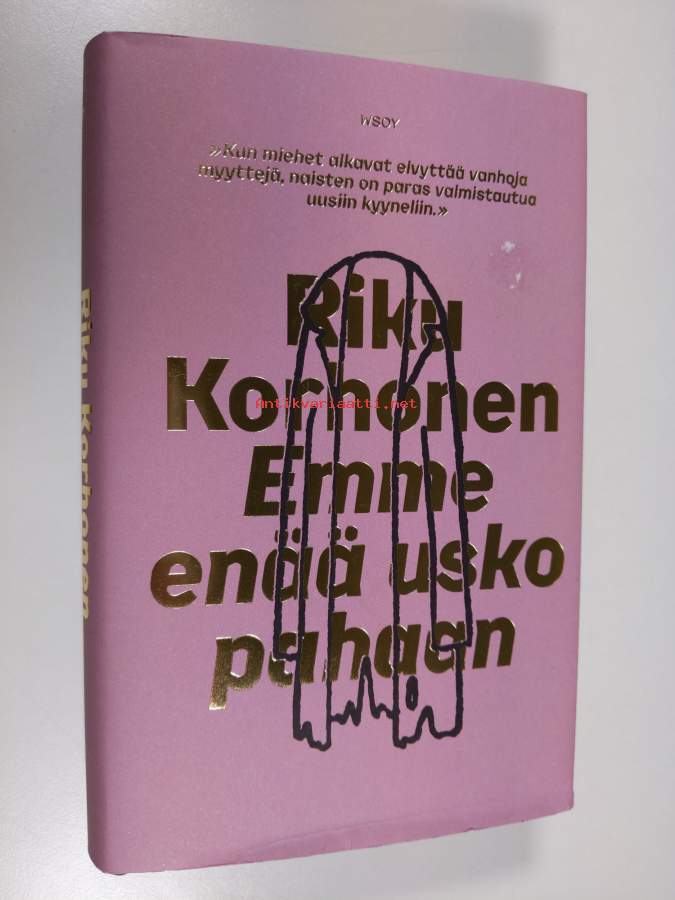 WSOY
»Kun miehet alkavat elvyttää vanhoja
myyttejä, naisten on paras valmistautua
uusiin kyyneliin.»
Riku
Korhonen
Emme
enää usko
pahaan
Riku Korhonen
Antikvariaatti.net